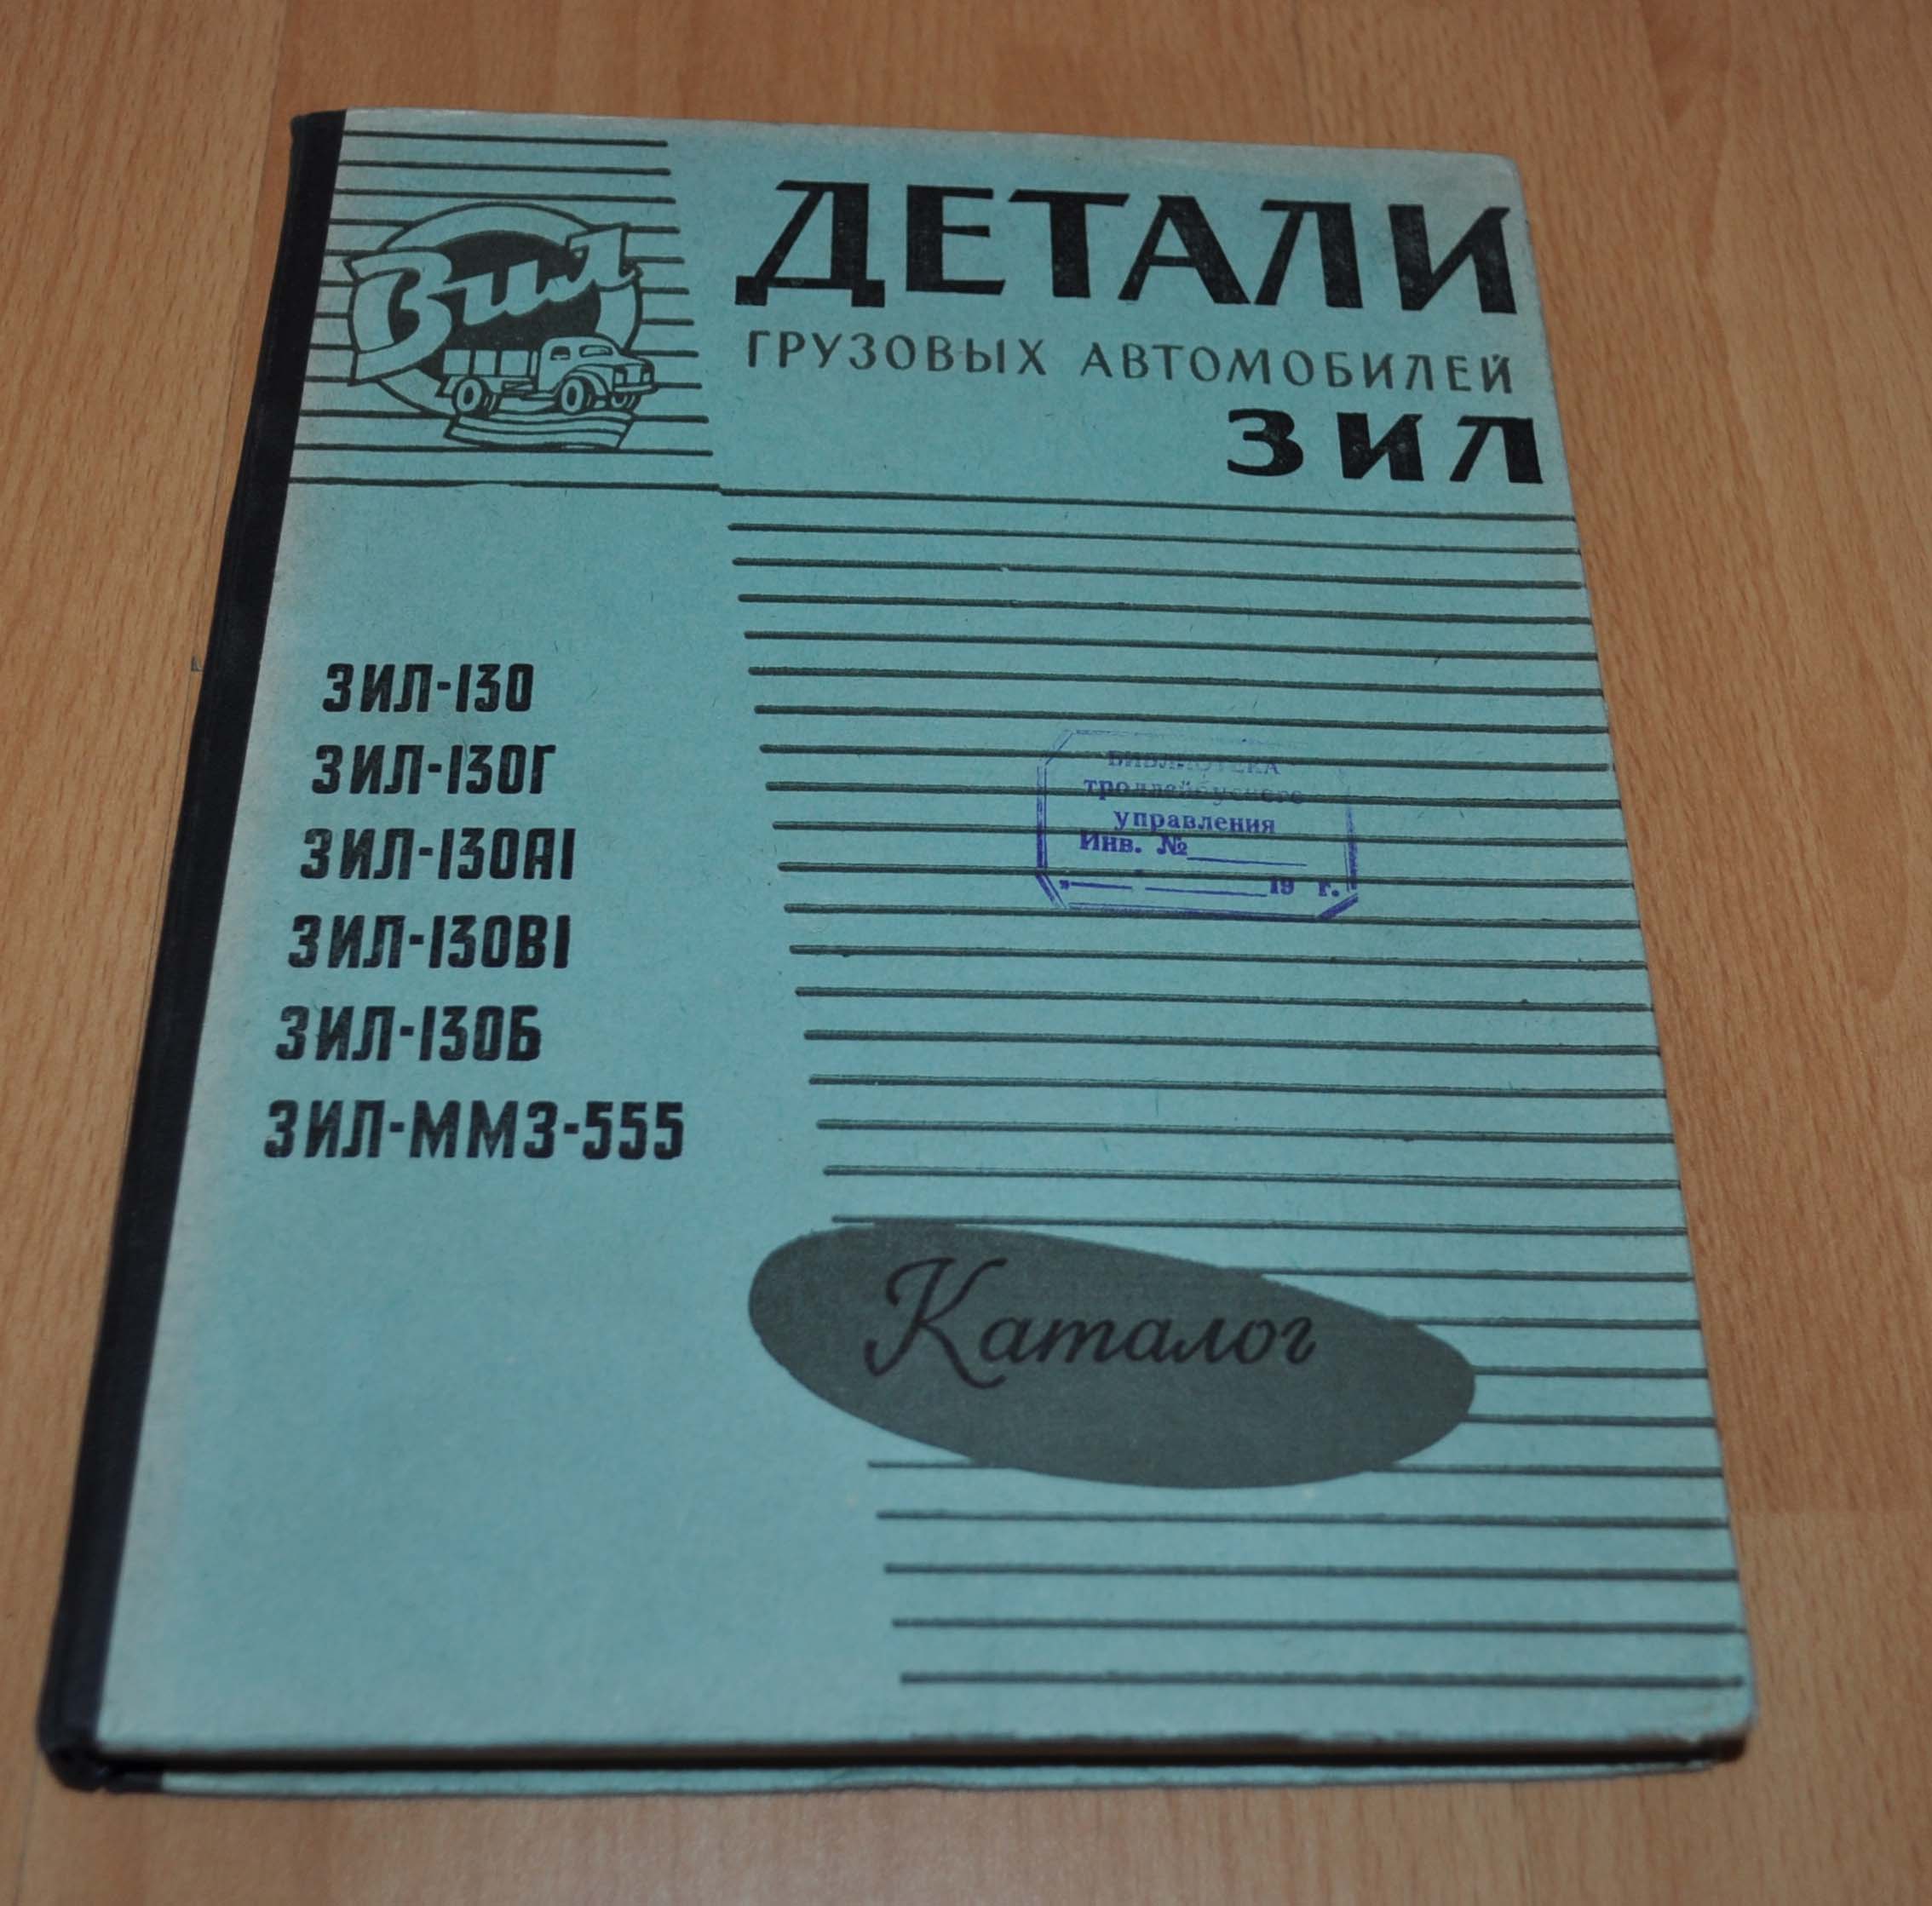 Зил
ДЕТАЛИ
ГРУЗОВЫХ АВТОМОБИЛЕЙ
ЗИЛ
ЗИЛ-130
ЗИЛ-130Г
ЗИЛ-130А1
ЗИЛ-130В1
ЗИЛ-130Б
ЗИЛ-ММЗ-555
БИБЛИОТЕКА
троллейбусного
управления
Инв. №
„ " 19 г.
Каталог